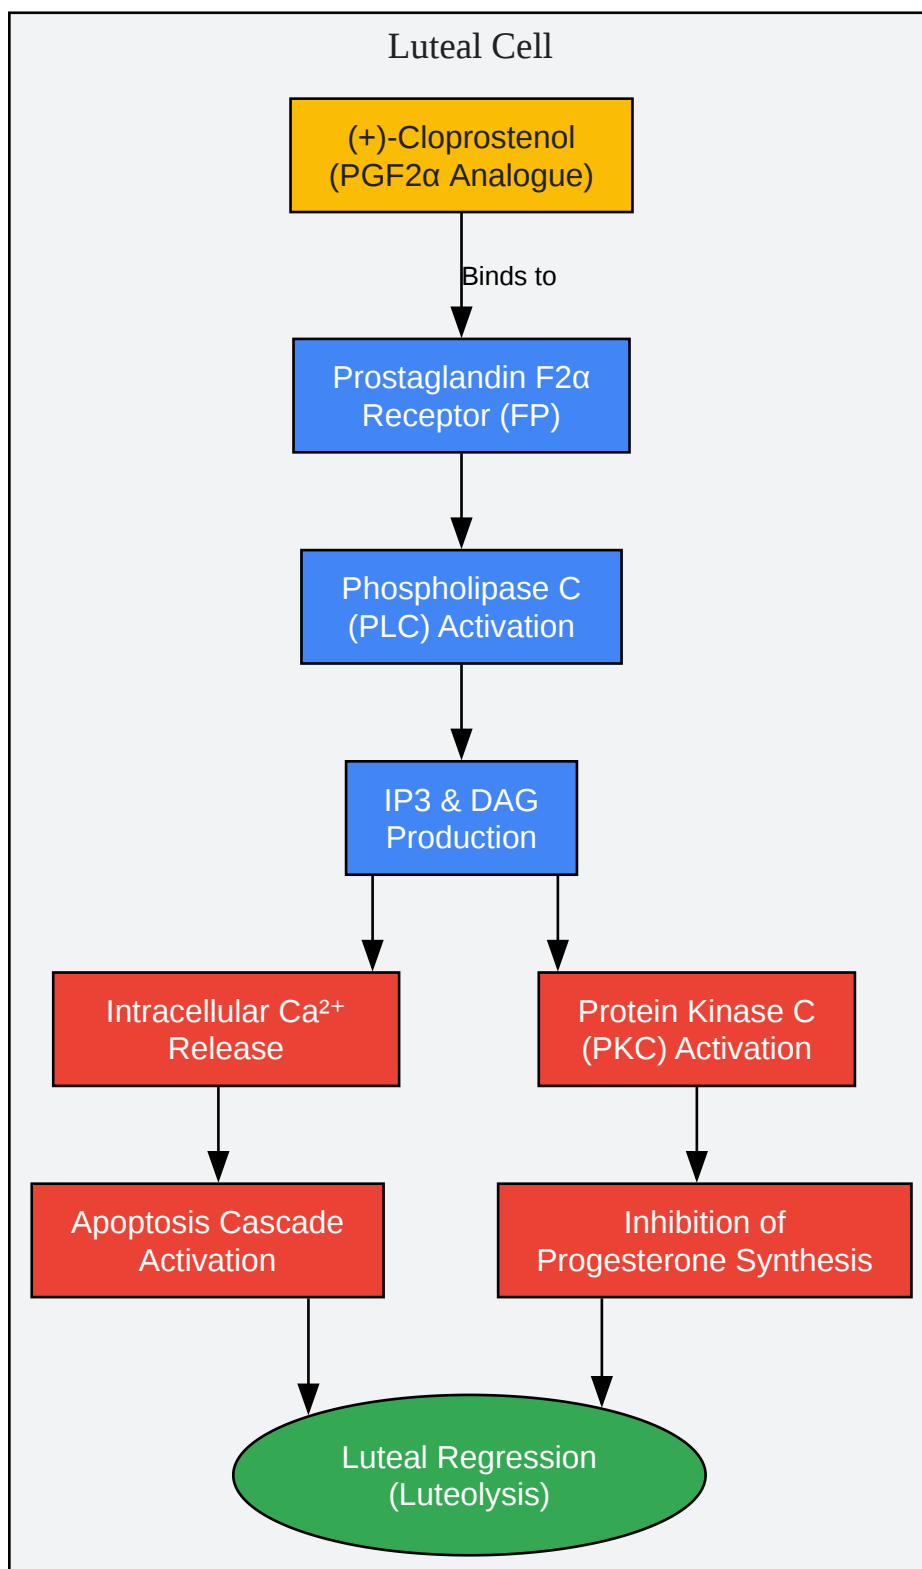 Luteal Cell
(+)-Cloprostenol
(PGF2α Analogue)
Binds to
Prostaglandin F2α
Receptor (FP)
Phospholipase C
(PLC) Activation
IP3 & DAG
Production
Intracellular Ca²⁺
Release
Protein Kinase C
(PKC) Activation
Apoptosis Cascade
Activation
Inhibition of
Progesterone Synthesis
Luteal Regression
(Luteolysis)